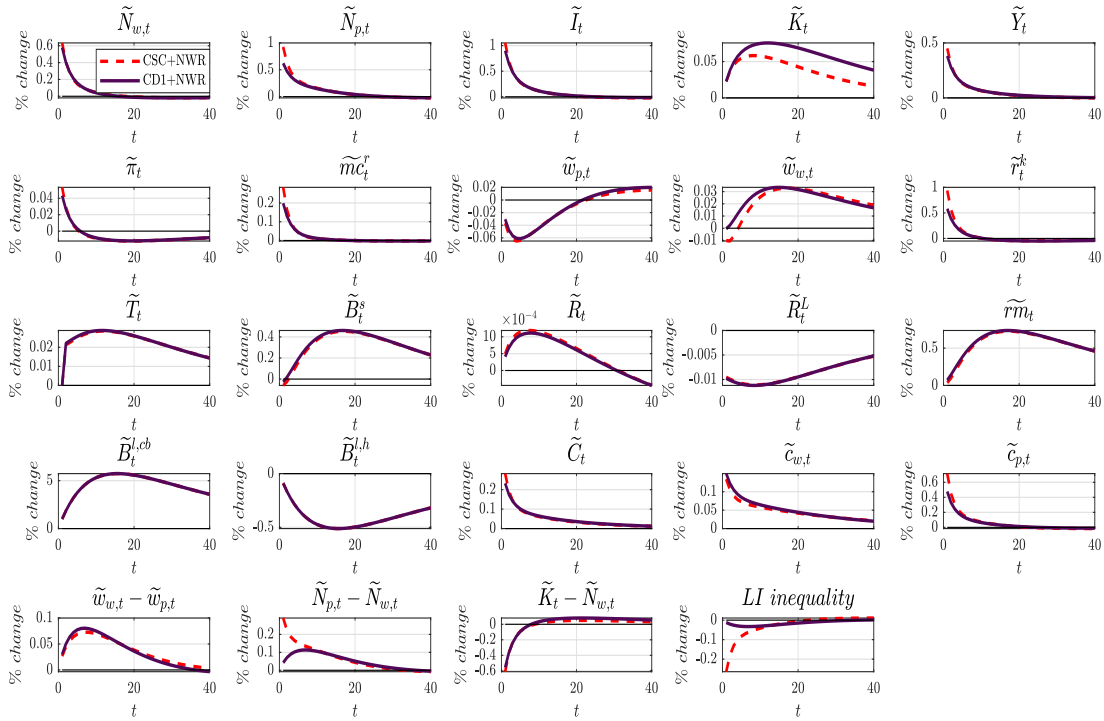 Ñ_{w,t} Ñ_{p,t} Ĩ_t K̃_t Ỹ_t
% change 0.6 0.4 0.2 0 0 20 40 t CSC+NWR CD1+NWR
% change 1 0.5 0 0 20 40 t
% change 1 0.5 0 0 20 40 t
% change 0.05 0 0 20 40 t
% change 0.5 0 0 20 40 t
π̃_t m̃c^r_t w̃_{p,t} w̃_{w,t} r̃^k_t
% change 0.04 0.02 0 0 20 40 t
% change 0.2 0.1 0 0 20 40 t
% change 0.02 0 -0.02 -0.04 -0.06 0 20 40 t
% change 0.03 0.02 0.01 0 -0.01 0 20 40 t
% change 1 0.5 0 0 20 40 t
T̃_t B̃^s_t R̃_t R̃^L_t r̃m_t
% change 0.02 0.01 0 0 20 40 t
% change 0.4 0.2 0 0 20 40 t
% change ×10⁻⁴ 10 5 0 0 20 40 t
% change 0 -0.005 -0.01 0 20 40 t
% change 0.5 0 0 20 40 t
B̃^{l,cb}_t B̃^{l,h}_t C̃_t c̃_{w,t} c̃_{p,t}
% change 5 0 0 20 40 t
% change 0 -0.5 0 20 40 t
% change 0.2 0.1 0 0 20 40 t
% change 0.1 0.05 0 0 20 40 t
% change 0.6 0.4 0.2 0 0 20 40 t
w̃_{w,t} − w̃_{p,t} Ñ_{p,t} − Ñ_{w,t} K̃_t − Ñ_{w,t} LI inequality
% change 0.1 0.05 0 0 20 40 t
% change 0.2 0.1 0 0 20 40 t
% change 0 -0.2 -0.4 -0.6 0 20 40 t
% change 0 -0.1 -0.2 0 20 40 t